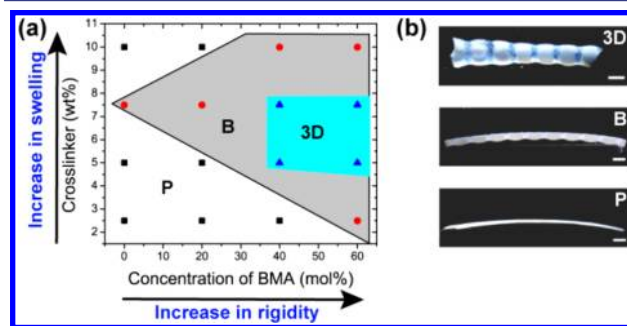 (a)
Increase in swelling
Crosslinker (wt%)
11
10
9
8
7
6
5
4
3
2
B
3D
P
0 10 20 30 40 50 60
Concentration of BMA (mol%)
Increase in rigidity
(b)
3D
B
P